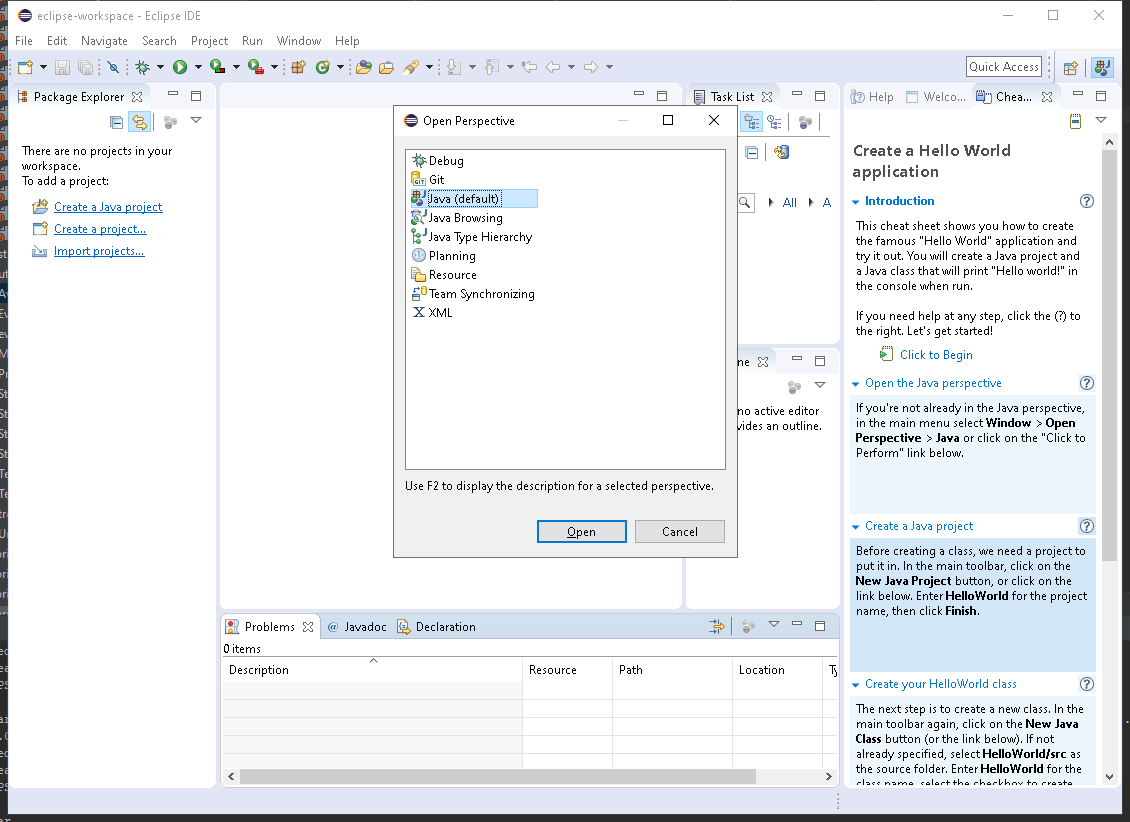 eclipse-workspace - Eclipse IDE
File Edit Navigate Search Project Run Window Help
Quick Access
Package Explorer
There are no projects in your
workspace.
To add a project:
Create a Java project
Create a project...
Import projects...
Open Perspective
Debug
Git
Java (default)
Java Browsing
Java Type Hierarchy
Planning
Resource
Team Synchronizing
XML
Use F2 to display the description for a selected perspective.
Open Cancel
Task List
All A
ne
no active editor
vides an outline.
Problems @ Javadoc Declaration
0 items
Description Resource Path Location Ty
Help Welco... Chea...
Create a Hello World
application
Introduction
This cheat sheet shows you how to create
the famous "Hello World" application and
try it out. You will create a Java project and
a Java class that will print "Hello world!" in
the console when run.
If you need help at any step, click the (?) to
the right. Let's get started!
Click to Begin
Open the Java perspective
If you're not already in the Java perspective,
in the main menu select Window > Open
Perspective > Java or click on the "Click to
Perform" link below.
Create a Java project
Before creating a class, we need a project to
put it in. In the main toolbar, click on the
New Java Project button, or click on the
link below. Enter HelloWorld for the project
name, then click Finish.
Create your HelloWorld class
The next step is to create a new class. In the
main toolbar again, click on the New Java
Class button (or the link below). If not
already specified, select HelloWorld/src as
the source folder. Enter HelloWorld for the
class name, select the checkbox to create